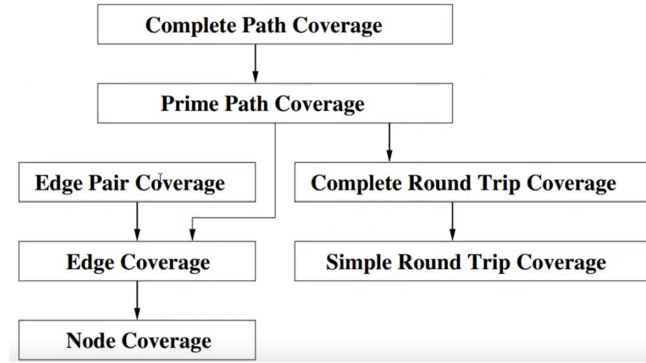 Complete Path Coverage
Prime Path Coverage
Edge Pair Coverage
Complete Round Trip Coverage
Edge Coverage
Simple Round Trip Coverage
Node Coverage